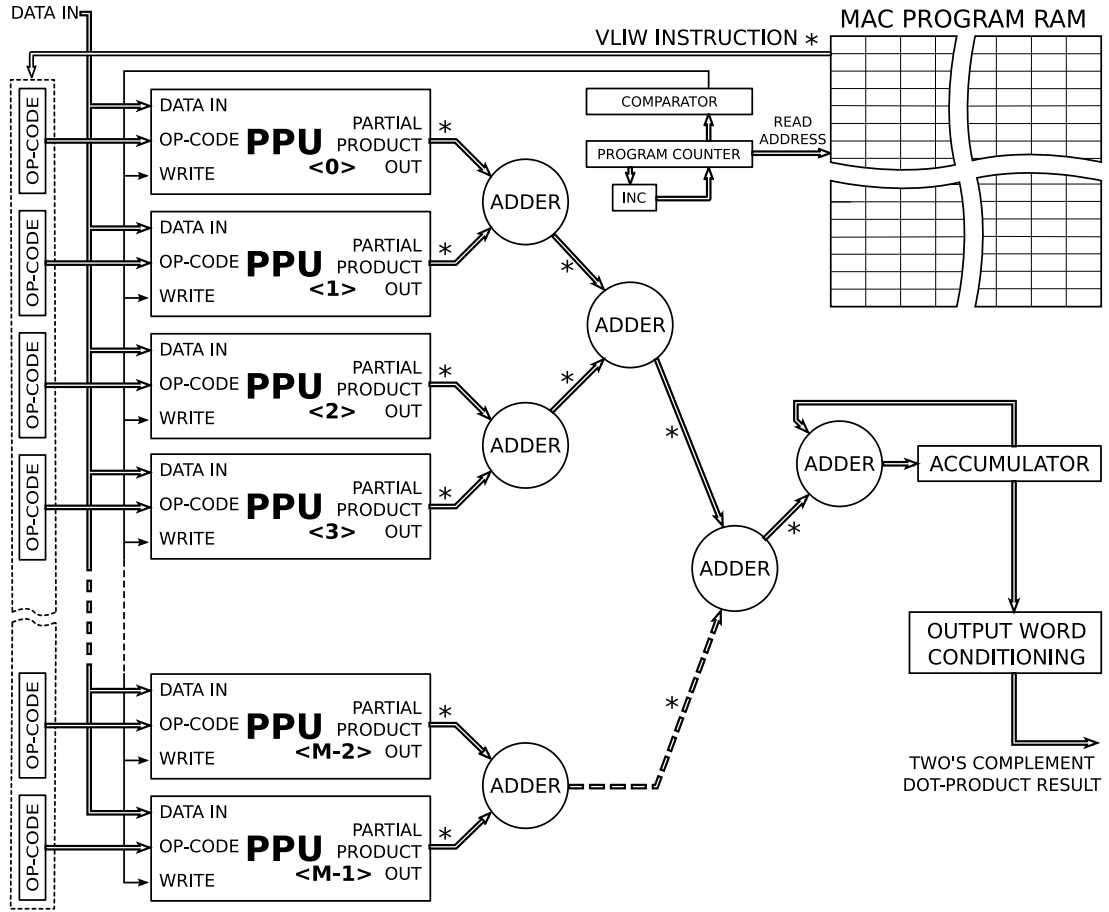 DATA IN
VLIW INSTRUCTION *
MAC PROGRAM RAM
COMPARATOR
READ
ADDRESS
PROGRAM COUNTER
INC
OP-CODE
DATA IN
OP-CODE
WRITE
PPU
<0>
PARTIAL
PRODUCT
OUT
*
ADDER
OP-CODE
DATA IN
OP-CODE
WRITE
PPU
<1>
PARTIAL
PRODUCT
OUT
*
*
ADDER
OP-CODE
DATA IN
OP-CODE
WRITE
PPU
<2>
PARTIAL
PRODUCT
OUT
*
*
ADDER
OP-CODE
DATA IN
OP-CODE
WRITE
PPU
<3>
PARTIAL
PRODUCT
OUT
*
*
ADDER
*
ADDER
ACCUMULATOR
OUTPUT WORD
CONDITIONING
TWO'S COMPLEMENT
DOT-PRODUCT RESULT
OP-CODE
DATA IN
OP-CODE
WRITE
PPU
<M-2>
PARTIAL
PRODUCT
OUT
*
*
ADDER
OP-CODE
DATA IN
OP-CODE
WRITE
PPU
<M-1>
PARTIAL
PRODUCT
OUT
*